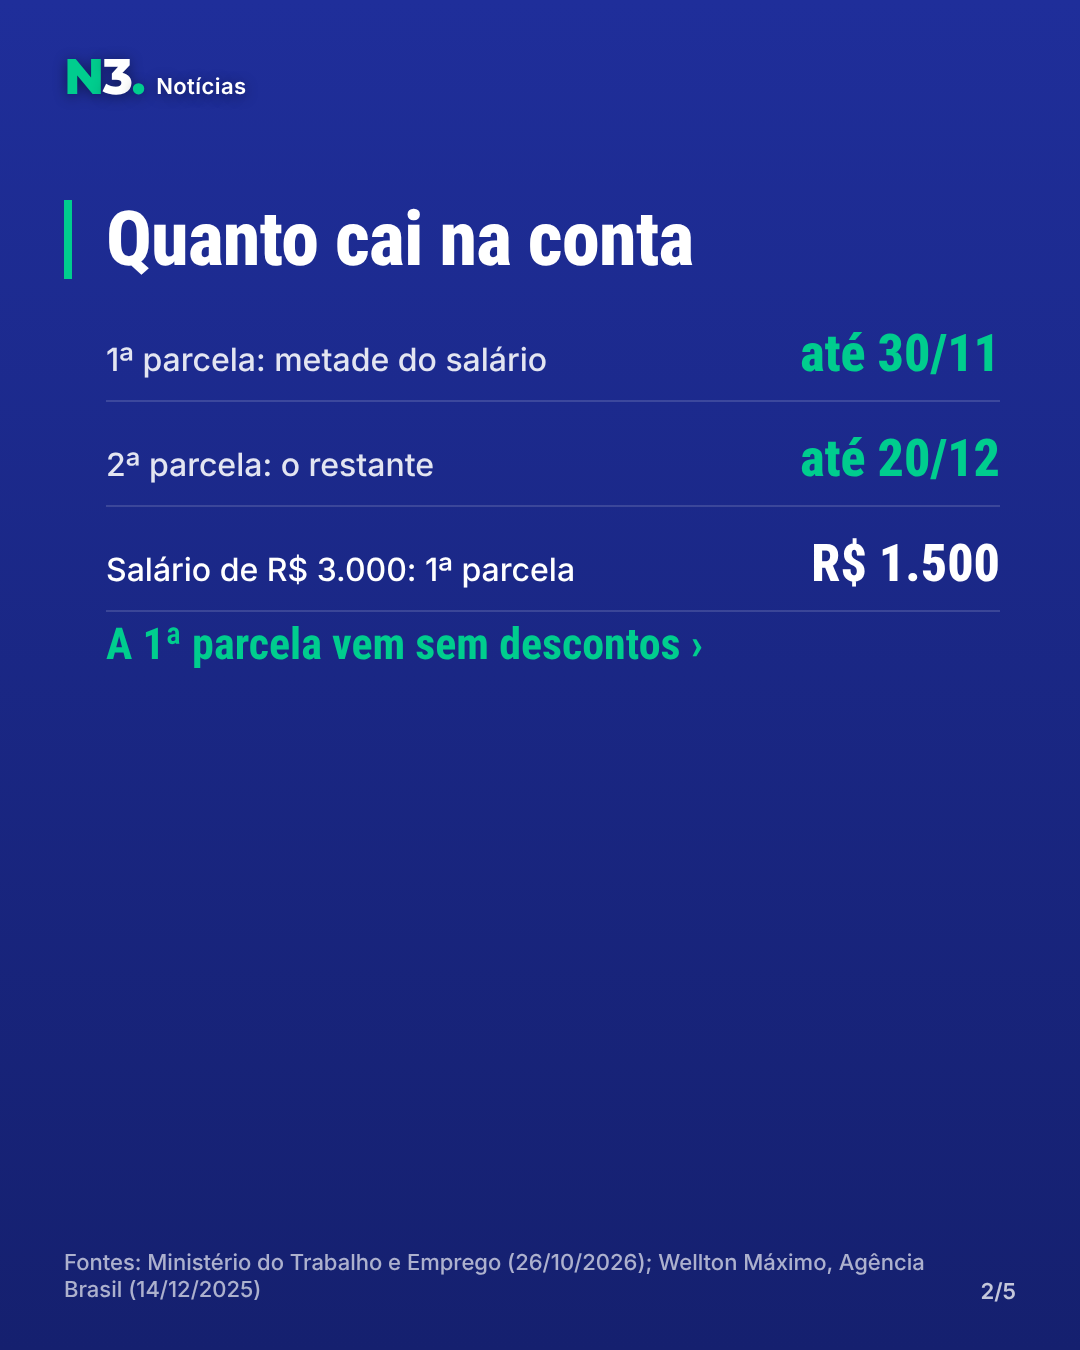 N3. Notícias
Quanto cai na conta
1ª parcela: metade do salário até 30/11
2ª parcela: o restante até 20/12
Salário de R$ 3.000: 1ª parcela R$ 1.500
A 1ª parcela vem sem descontos ›
Fontes: Ministério do Trabalho e Emprego (26/10/2026); Wellton Máximo, Agência
Brasil (14/12/2025)
2/5